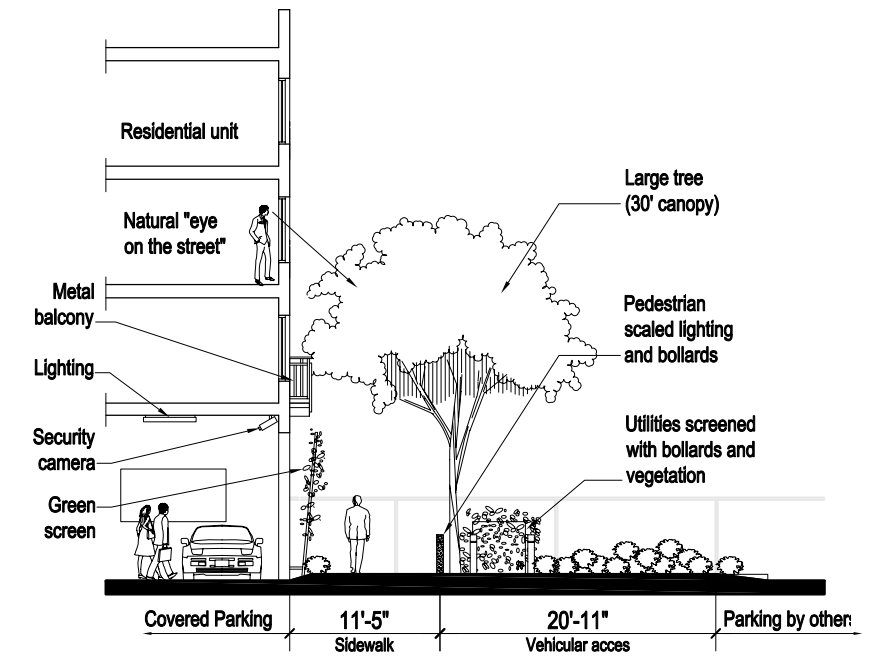 Residential unit
Natural "eye
on the street"
Large tree
(30' canopy)
Metal
balcony
Pedestrian
scaled lighting
and bollards
Lighting
Security
camera
Utilities screened
with bollards and
vegetation
Green
screen
Covered Parking
11'-5"
20'-11"
Parking by others
Sidewalk
Vehicular acces